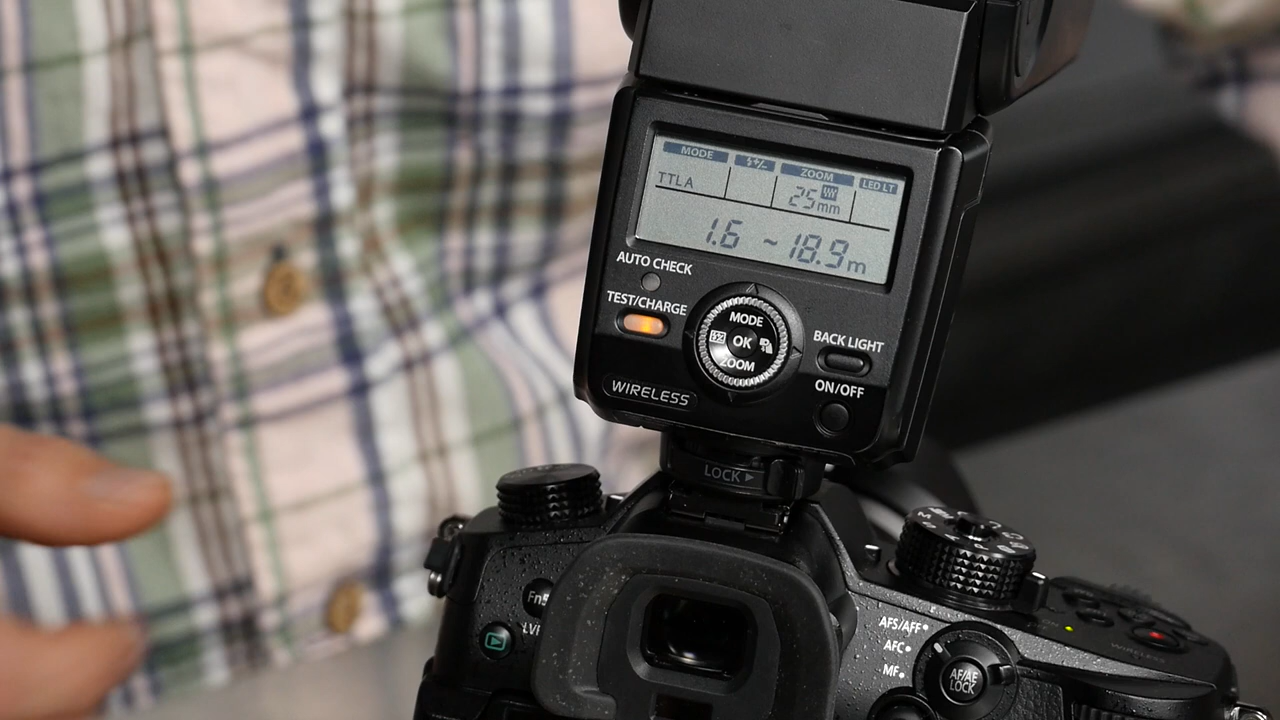 MODE
ZOOM
LED LT
TTLA
25mm
1.6 ~18.9m
AUTO CHECK
TEST/CHARGE
MODE
OK
ZOOM
BACK LIGHT
ON/OFF
WIRELESS
LOCK
AFS/AFF
AFC
MF
AF/AE
LOCK
WIRELESS